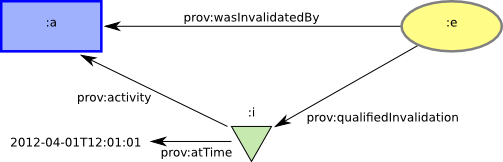 prov:wasInvalidatedBy
:a
:e
prov:activity
:i
prov:qualifiedInvalidation
2012-04-01T12:01:01
prov:atTime